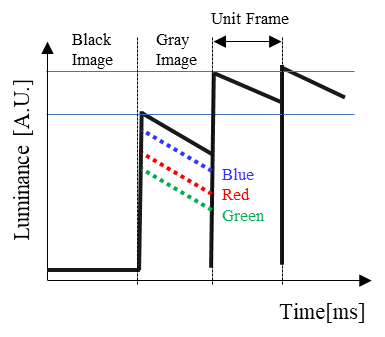 Unit Frame
Black
Image
Gray
Image
Luminance [A.U.]
Blue
Red
Green
Time[ms]